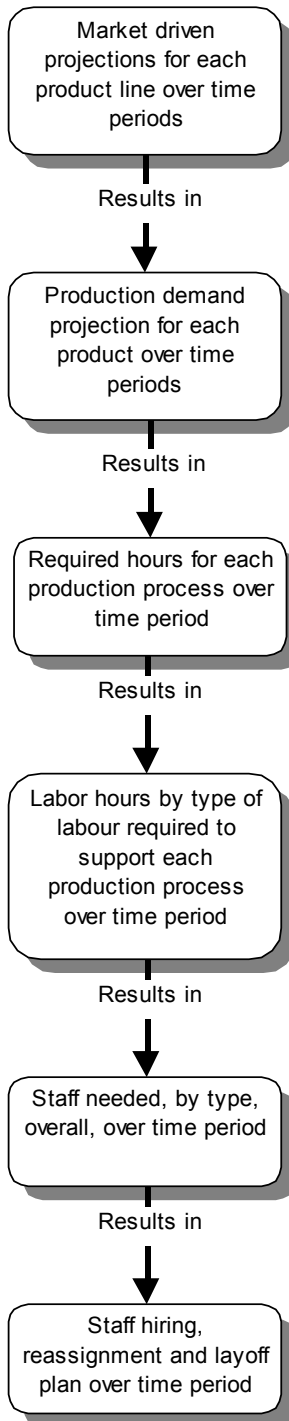 Market driven
projections for each
product line over time
periods
Results in
Production demand
projection for each
product over time
periods
Results in
Required hours for each
production process over
time period
Results in
Labor hours by type of
labour required to
support each
production process
over time period
Results in
Staff needed, by type,
overall, over time period
Results in
Staff hiring,
reassignment and layoff
plan over time period